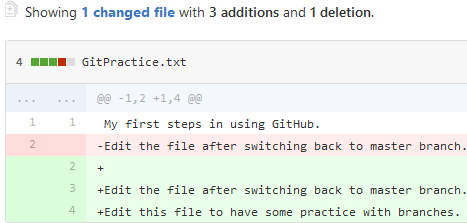 Showing 1 changed file with 3 additions and 1 deletion.
4 GitPractice.txt
... ... @@ -1,2 +1,4 @@
1 1 My first steps in using GitHub.
2 -Edit the file after switching back to master branch.
2 +
3 +Edit the file after switching back to master branch.
4 +Edit this file to have some practice with branches.